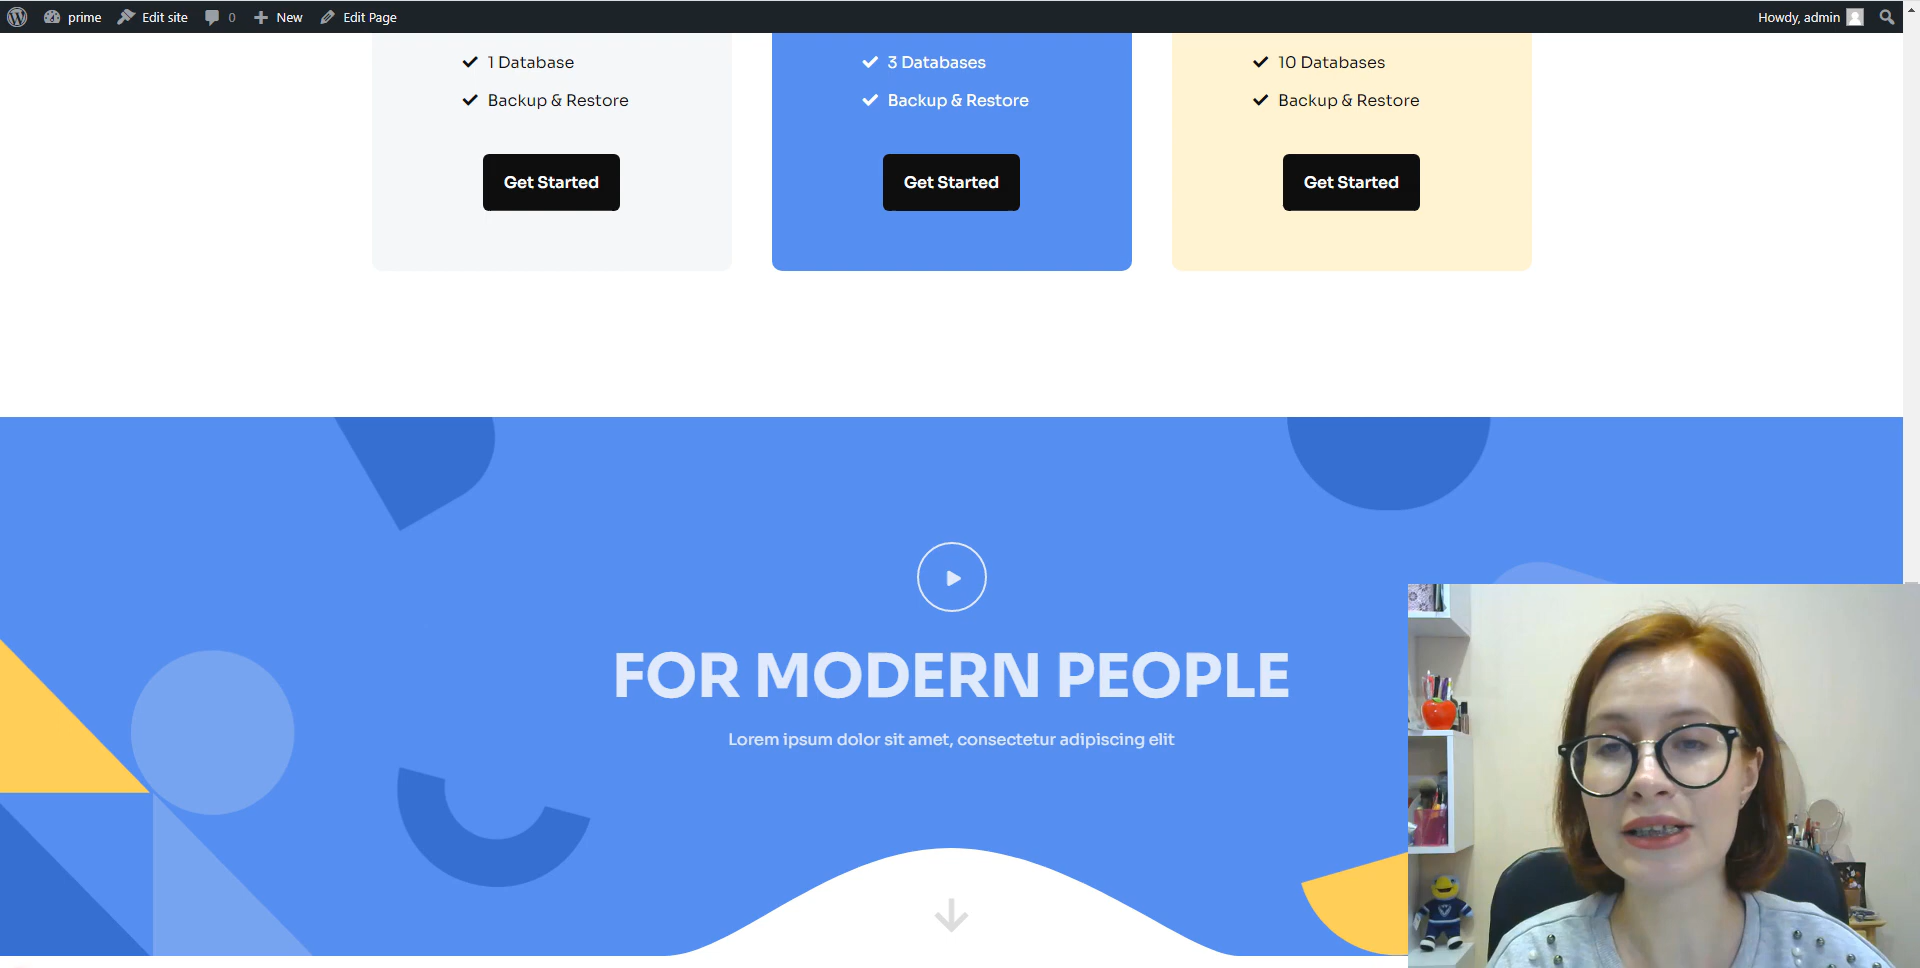 prime Edit site 0 New Edit Page Howdy, admin
1 Database
Backup & Restore
Get Started
3 Databases
Backup & Restore
Get Started
10 Databases
Backup & Restore
Get Started
FOR MODERN PEOPLE
Lorem ipsum dolor sit amet, consectetur adipiscing elit